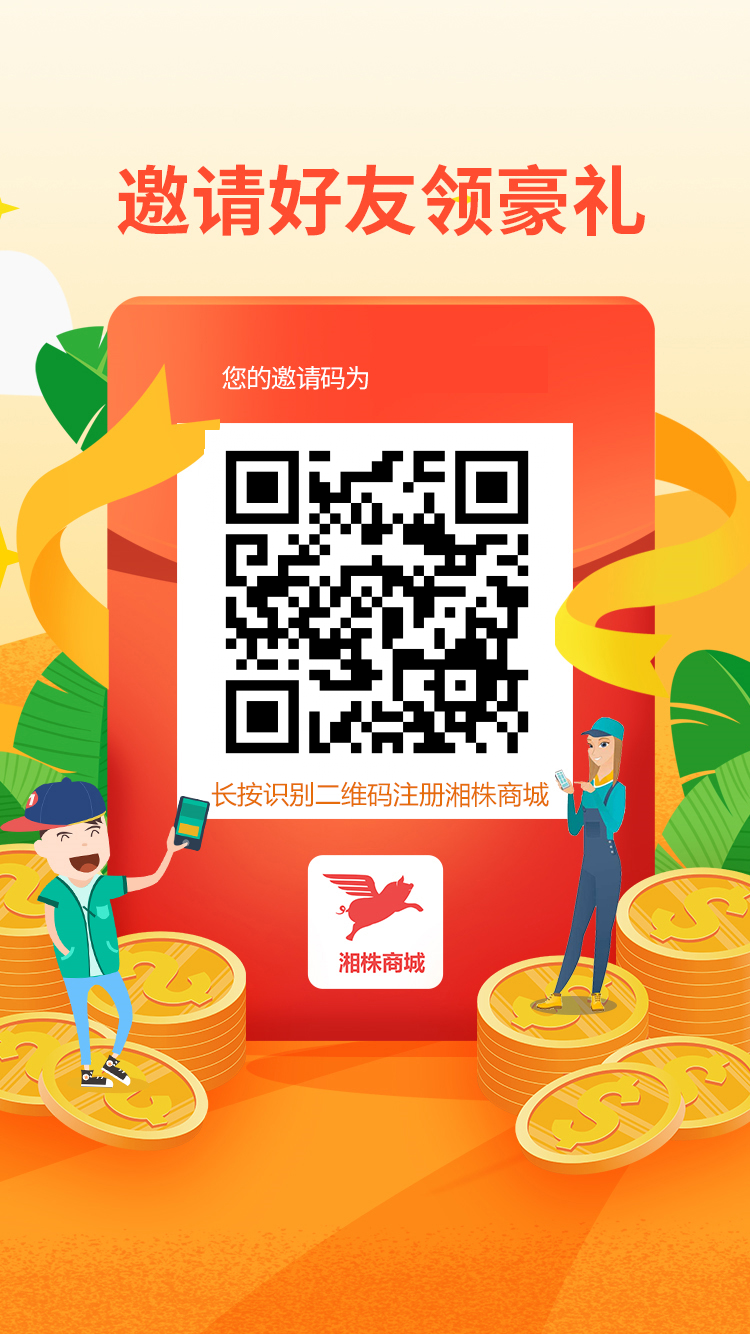 邀请好友领豪礼
您的邀请码为
长按识别二维码注册湘株商城
湘株商城